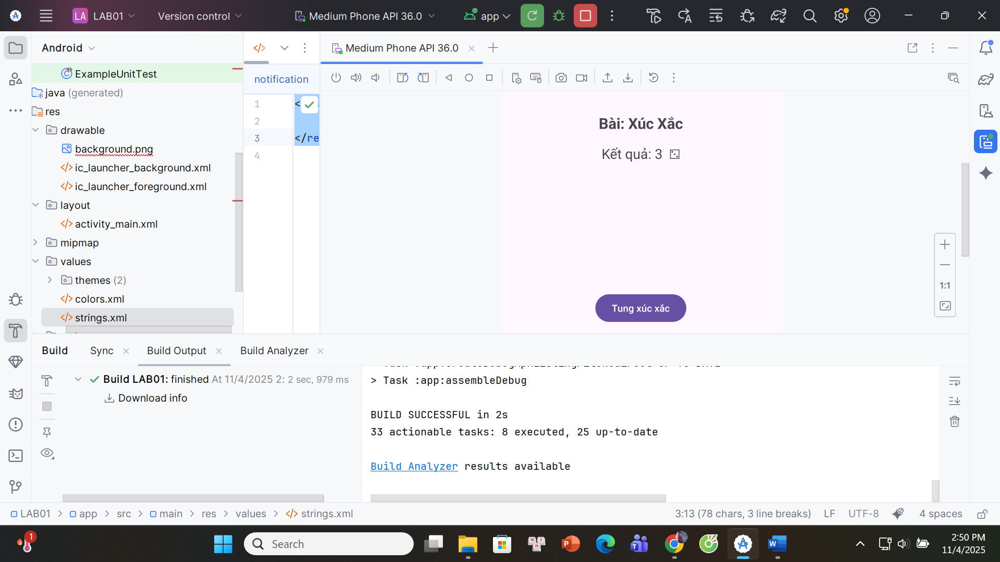 LA LAB01
Version control
Medium Phone API 36.0
app
Android
Medium Phone API 36.0
ExampleUnitTest
java (generated)
res
drawable
background.png
ic_launcher_background.xml
ic_launcher_foreground.xml
layout
activity_main.xml
mipmap
values
themes (2)
colors.xml
strings.xml
notification
1 <
2
3 </re
4
Bài: Xúc Xắc
Kết quả: 3
Tung xúc xắc
1:1
Build
Sync
Build Output
Build Analyzer
Build LAB01: finished At 11/4/2025 2: 2 sec, 979 ms
Download info
> Task :app:assembleDebug
BUILD SUCCESSFUL in 2s
33 actionable tasks: 8 executed, 25 up-to-date
Build Analyzer results available
LAB01 > app > src > main > res > values > strings.xml
3:13 (78 chars, 3 line breaks)
LF
UTF-8
4 spaces
1
Search
2:50 PM
11/4/2025